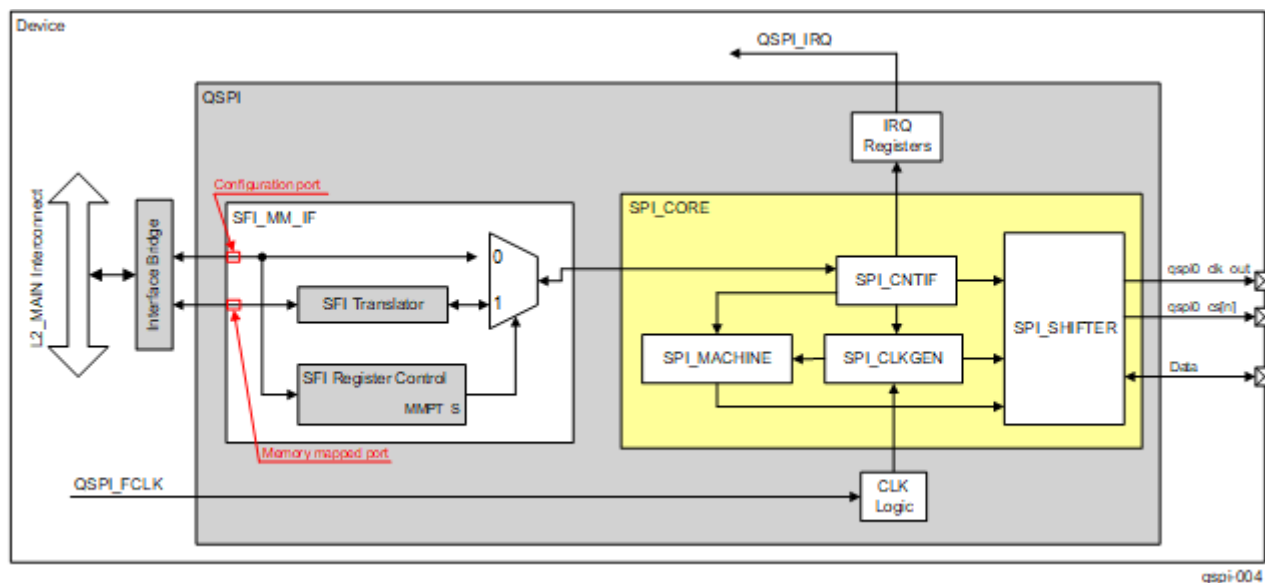 Device
QSPI_IRQ
QSPI
IRQ
Registers
Configuration port
SFI_MM_IF
SPI_CORE
L2_MAIN Interconnect
Interface Bridge
0
SFI Translator
1
SPI_CNTIF
qspi0_clk_out
qspi0_cs[n]
SPI_SHIFTER
SPI_MACHINE
SPI_CLKGEN
Data
SFI Register Control
MMPT_S
Memory mapped port
QSPI_FCLK
CLK
Logic
qspi-004